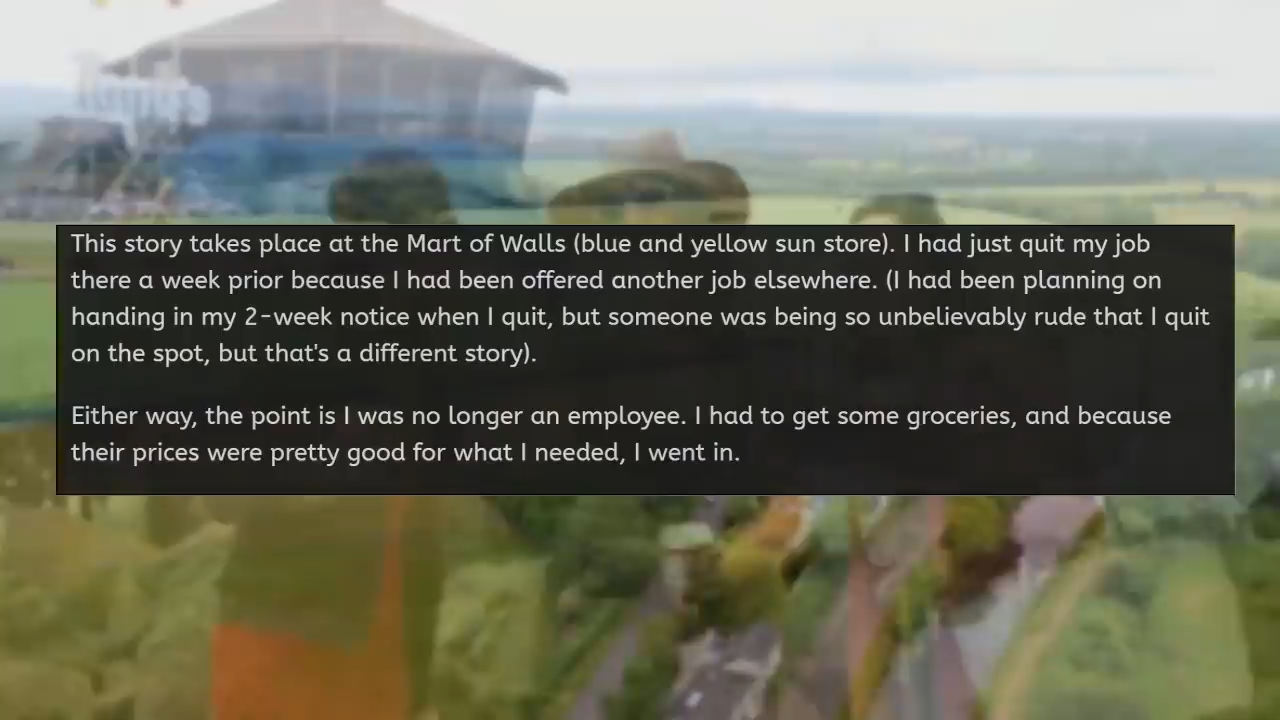 This story takes place at the Mart of Walls (blue and yellow sun store). I had just quit my job
there a week prior because I had been offered another job elsewhere. (I had been planning on
handing in my 2-week notice when I quit, but someone was being so unbelievably rude that I quit
on the spot, but that's a different story).
Either way, the point is I was no longer an employee. I had to get some groceries, and because
their prices were pretty good for what I needed, I went in.